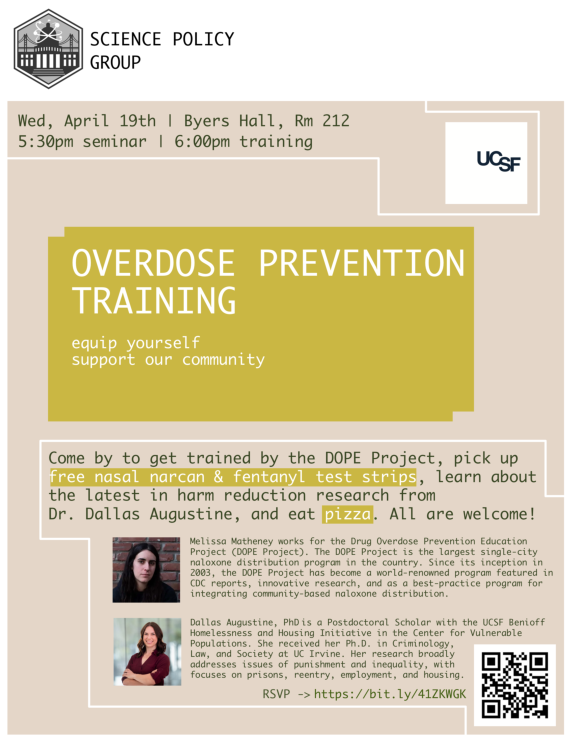 SCIENCE POLICY
GROUP
Wed, April 19th | Byers Hall, Rm 212
5:30pm seminar | 6:00pm training
UCSF
OVERDOSE PREVENTION
TRAINING
equip yourself
support our community
Come by to get trained by the DOPE Project, pick up
free nasal narcan & fentanyl test strips, learn about
the latest in harm reduction research from
Dr. Dallas Augustine, and eat pizza. All are welcome!
Melissa Matheney works for the Drug Overdose Prevention Education
Project (DOPE Project). The DOPE Project is the largest single-city
naloxone distribution program in the country. Since its inception in
2003, the DOPE Project has become a world-renowned program featured in
CDC reports, innovative research, and as a best-practice program for
integrating community-based naloxone distribution.
Dallas Augustine, PhD is a Postdoctoral Scholar with the UCSF Benioff
Homelessness and Housing Initiative in the Center for Vulnerable
Populations. She received her Ph.D. in Criminology,
Law, and Society at UC Irvine. Her research broadly
addresses issues of punishment and inequality, with
focuses on prisons, reentry, employment, and housing.
RSVP -> https://bit.ly/41ZKWGK